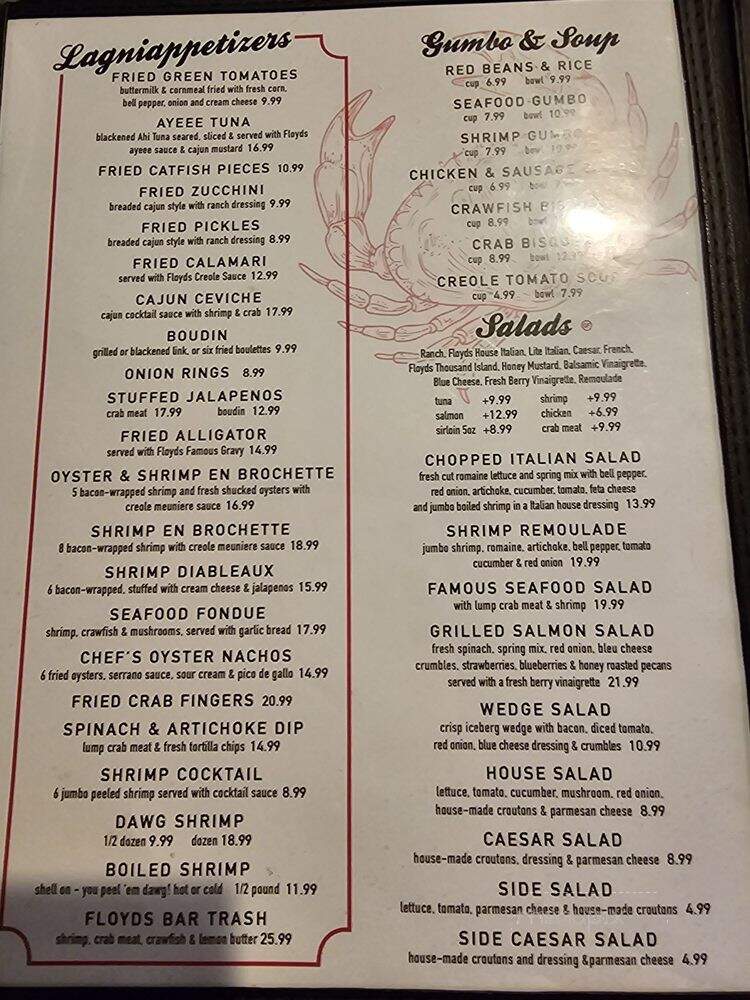 Lagniappetizers
FRIED GREEN TOMATOES
buttermilk & cornmeal fried with fresh corn,
bell pepper, onion and cream cheese 9.99
AYEEE TUNA
blackened Ahi Tuna seared, sliced & served with Floyds
ayeee sauce & cajun mustard 16.99
FRIED CATFISH PIECES 10.99
FRIED ZUCCHINI
breaded cajun style with ranch dressing 9.99
FRIED PICKLES
breaded cajun style with ranch dressing 8.99
FRIED CALAMARI
served with Floyds Creole Sauce 12.99
CAJUN CEVICHE
cajun cocktail sauce with shrimp & crab 17.99
BOUDIN
grilled or blackened link, or six fried boulettes 9.99
ONION RINGS 8.99
STUFFED JALAPENOS
crab meat 17.99 boudin 12.99
FRIED ALLIGATOR
served with Floyds Famous Gravy 14.99
OYSTER & SHRIMP EN BROCHETTE
5 bacon-wrapped shrimp and fresh shucked oysters with
creole meuniere sauce 16.99
SHRIMP EN BROCHETTE
8 bacon-wrapped shrimp with creole meuniere sauce 18.99
SHRIMP DIABLEAUX
6 bacon-wrapped, stuffed with cream cheese & jalapenos 15.99
SEAFOOD FONDUE
shrimp, crawfish & mushrooms, served with garlic bread 17.99
CHEF'S OYSTER NACHOS
6 fried oysters, serrano sauce, sour cream & pico de gallo 14.99
FRIED CRAB FINGERS 20.99
SPINACH & ARTICHOKE DIP
lump crab meat & fresh tortilla chips 14.99
SHRIMP COCKTAIL
6 jumbo peeled shrimp served with cocktail sauce 8.99
DAWG SHRIMP
1/2 dozen 9.99 dozen 18.99
BOILED SHRIMP
shell on - you peel 'em dawg! hot or cold 1/2 pound 11.99
FLOYDS BAR TRASH
shrimp, crab meat, crawfish & lemon butter 25.99
Gumbo & Soup
RED BEANS & RICE
cup 6.99 bowl 9.99
SEAFOOD GUMBO
cup 7.99 bowl 10.99
SHRIMP GUMBO
cup 7.99 bowl
CHICKEN & SAUSAGE
cup 6.99
CRAWFISH
cup 8.99
CRAB BISQUE
cup 8.99 bowl
CREOLE TOMATO SOUP
cup 4.99 bowl 7.99
Salads
Ranch, Floyds House Italian, Lite Italian, Caesar, French,
Floyds Thousand Island, Honey Mustard, Balsamic Vinaigrette,
Blue Cheese, Fresh Berry Vinaigrette, Remoulade
tuna +9.99 shrimp +9.99
salmon +12.99 chicken +6.99
sirloin 5oz +8.99 crab meat +9.99
CHOPPED ITALIAN SALAD
fresh cut romaine lettuce and spring mix with bell pepper,
red onion, artichoke, cucumber, tomato, feta cheese
and jumbo boiled shrimp in a Italian house dressing 13.99
SHRIMP REMOULADE
jumbo shrimp, romaine, artichoke, bell pepper, tomato
cucumber & red onion 19.99
FAMOUS SEAFOOD SALAD
with lump crab meat & shrimp 19.99
GRILLED SALMON SALAD
fresh spinach, spring mix, red onion, bleu cheese
crumbles, strawberries, blueberries & honey roasted pecans
served with a fresh berry vinaigrette 21.99
WEDGE SALAD
crisp iceberg wedge with bacon, diced tomato,
red onion, blue cheese dressing & crumbles 10.99
HOUSE SALAD
lettuce, tomato, cucumber, mushroom, red onion,
house-made croutons & parmesan cheese 8.99
CAESAR SALAD
house-made croutons, dressing & parmesan cheese 8.99
SIDE SALAD
lettuce, tomato, parmesan cheese & house-made croutons 4.99
SIDE CAESAR SALAD
house-made croutons and dressing &parmesan cheese 4.99